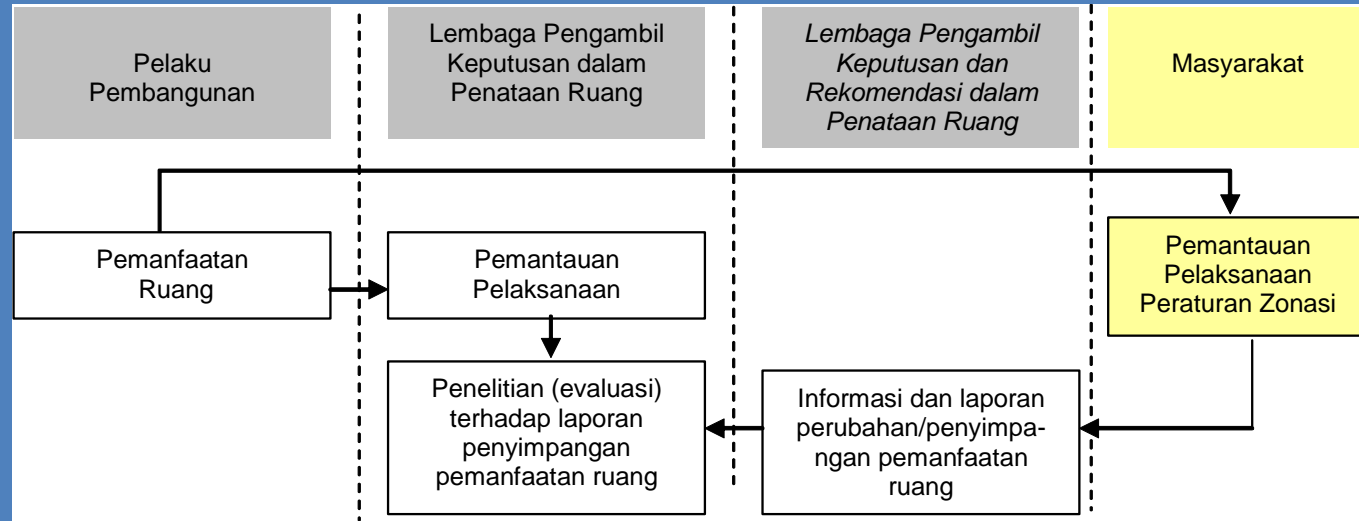 Pelaku
Pembangunan
Lembaga Pengambil
Keputusan dalam
Penataan Ruang
Lembaga Pengambil
Keputusan dan
Rekomendasi dalam
Penataan Ruang
Masyarakat
Pemanfaatan
Ruang
Pemantauan
Pelaksanaan
Pemantauan
Pelaksanaan
Peraturan Zonasi
Penelitian (evaluasi)
terhadap laporan
penyimpangan
pemanfaatan ruang
Informasi dan laporan
perubahan/penyimpa-
ngan pemanfaatan
ruang